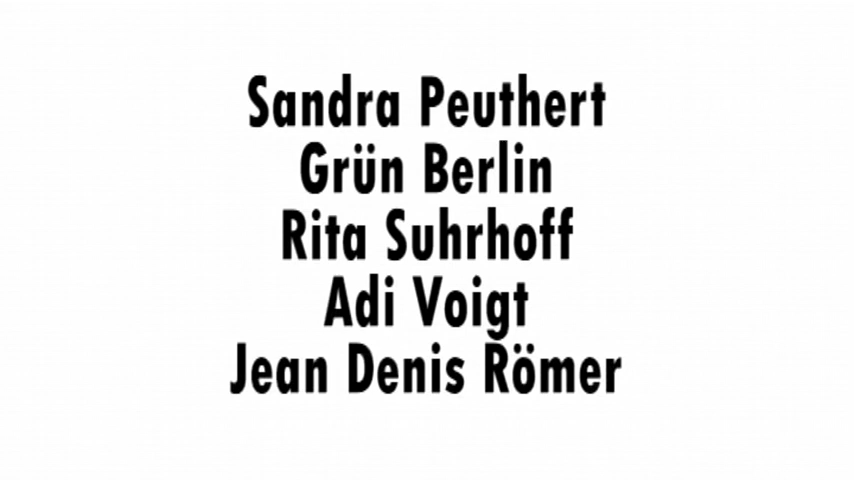 Sandra Peuthert
Grün Berlin
Rita Suhrhoff
Adi Voigt
Jean Denis Römer